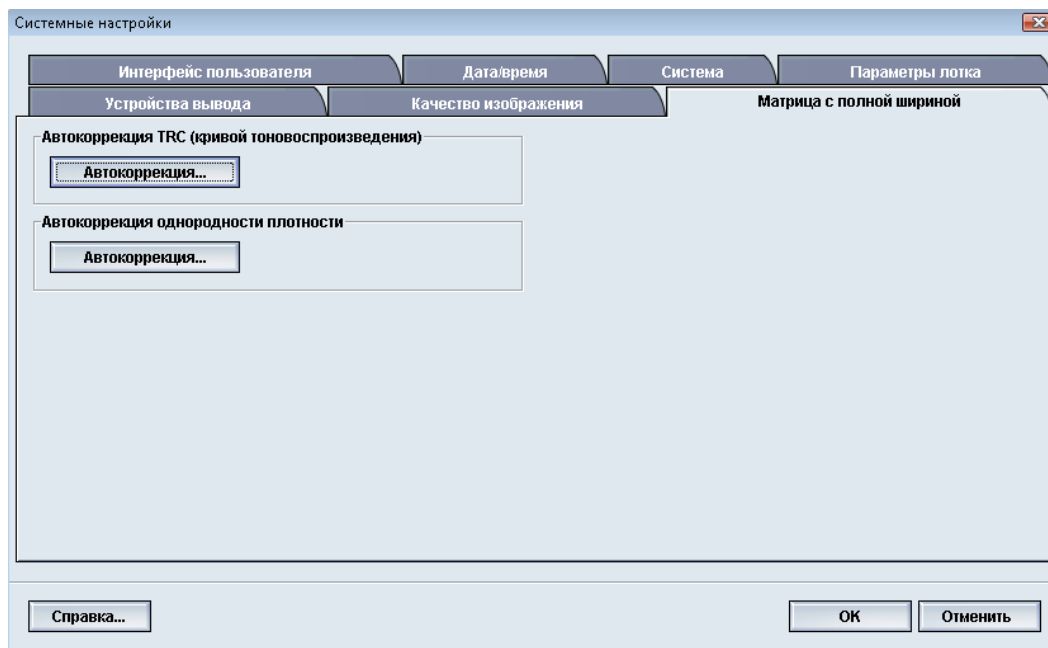 Системные настройки
Интерфейс пользователя
Дата/время
Система
Параметры лотка
Устройства вывода
Качество изображения
Матрица с полной шириной
Автокоррекция TRC (кривой тоновоспроизведения)
Автокоррекция...
Автокоррекция однородности плотности
Автокоррекция...
Справка...
ОК
Отменить